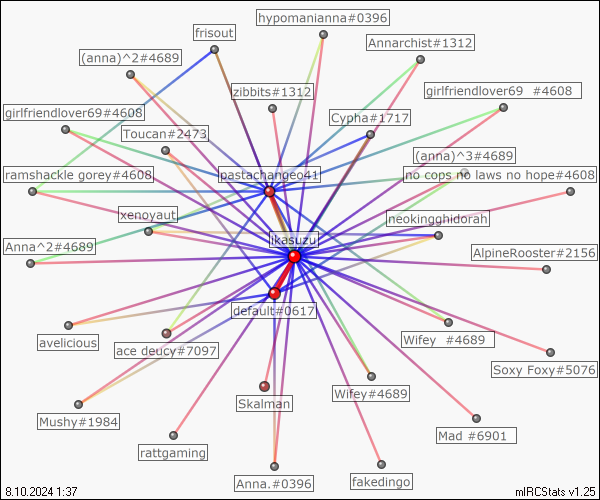 hypomanianna#0396
frisout
Annarchist#1312
(anna)^2#4689
zibbits#1312
girlfriendlover69 #4608
girlfriendlover69#4608
Cypha#1717
Toucan#2473
(anna)^3#4689
ramshackle gorey#4608
pastachangeo41
no cops no laws no hope#4608
xenoyaut
neokingghidorah
Anna^2#4689
ikasuzu
AlpineRooster#2156
default#0617
avelicious
ace deucy#7097
Wifey #4689
Soxy Foxy#5076
Mushy#1984
Skalman
Wifey#4689
rattgaming
Mad #6901
Anna.#0396
fakedingo
8.10.2024 1:37
mIRCStats v1.25